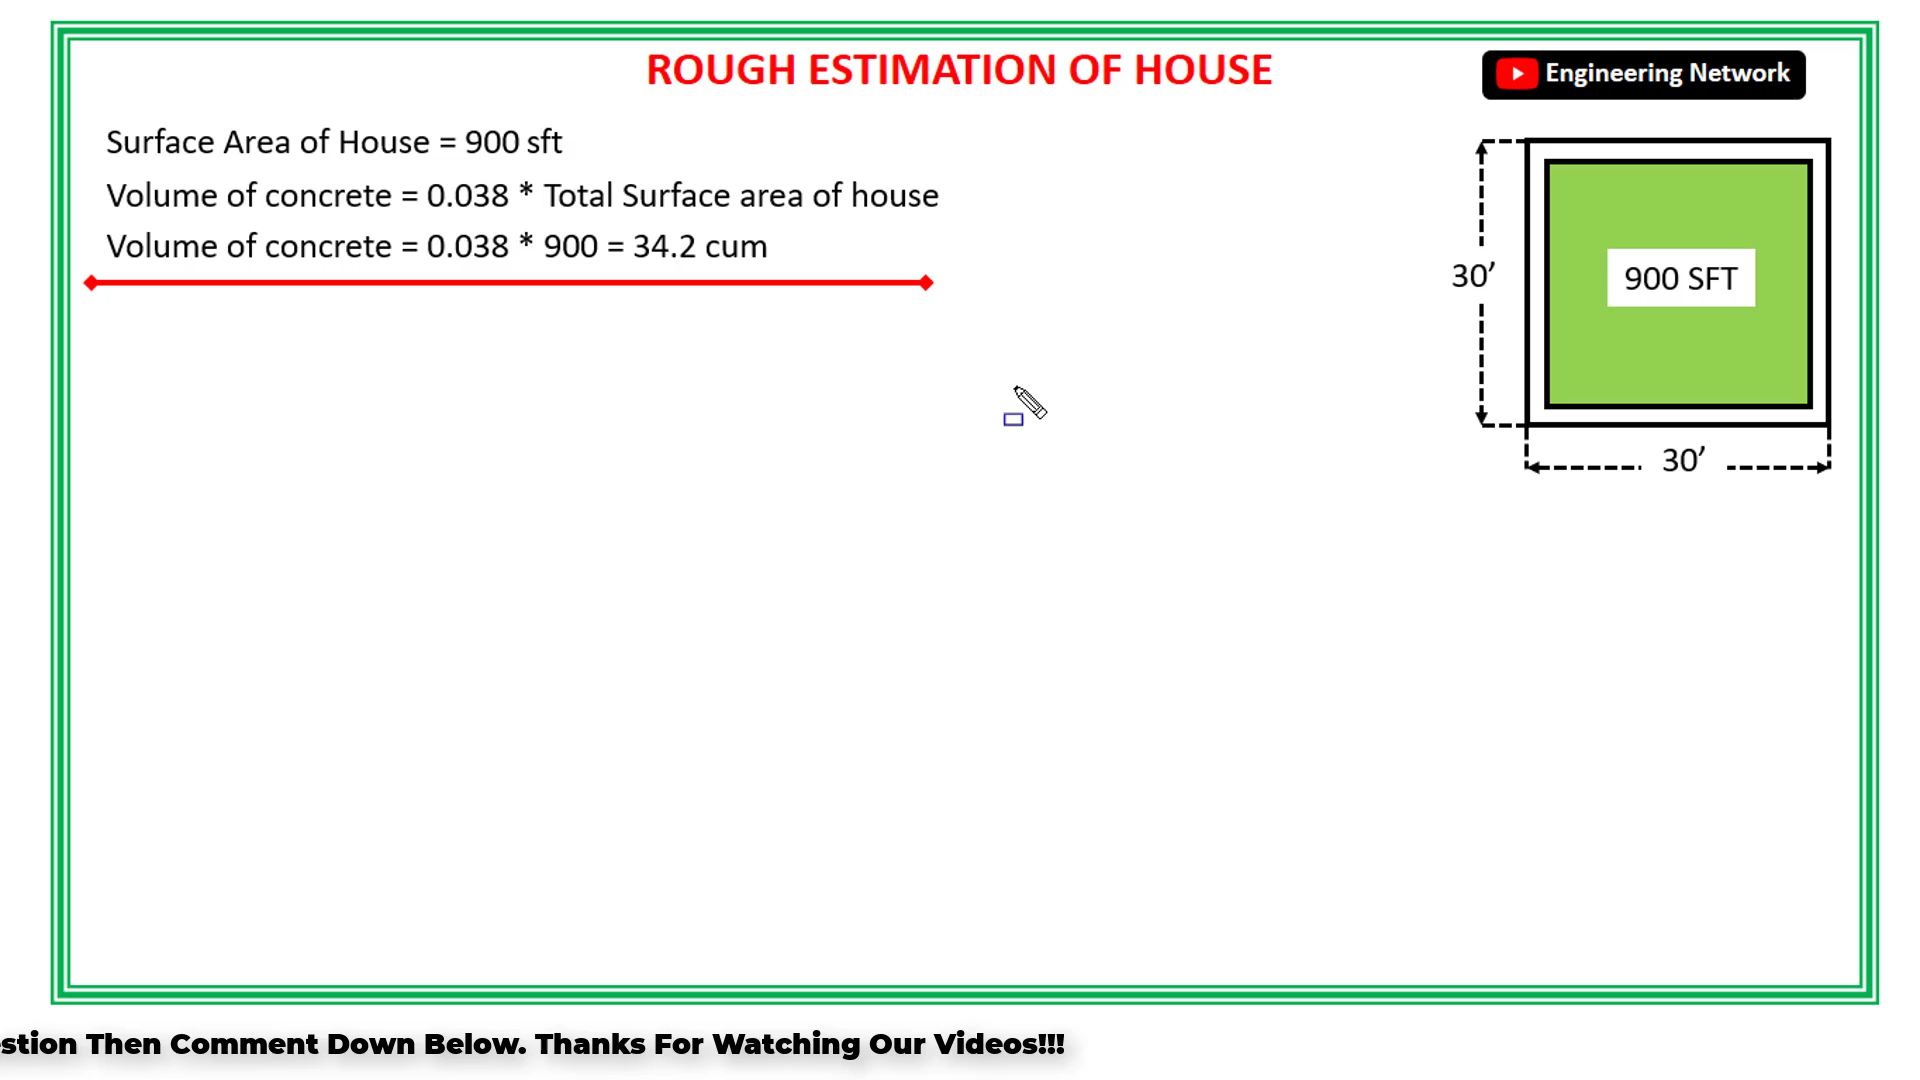 ROUGH ESTIMATION OF HOUSE
Engineering Network
Surface Area of House = 900 sft
Volume of concrete = 0.038 * Total Surface area of house
Volume of concrete = 0.038 * 900 = 34.2 cum
30’
900 SFT
30’
stion Then Comment Down Below. Thanks For Watching Our Videos!!!